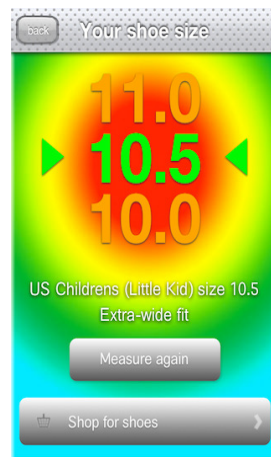 back
Your shoe size
11.0
10.5
10.0
US Childrens (Little Kid) size 10.5
Extra-wide fit
Measure again
Shop for shoes